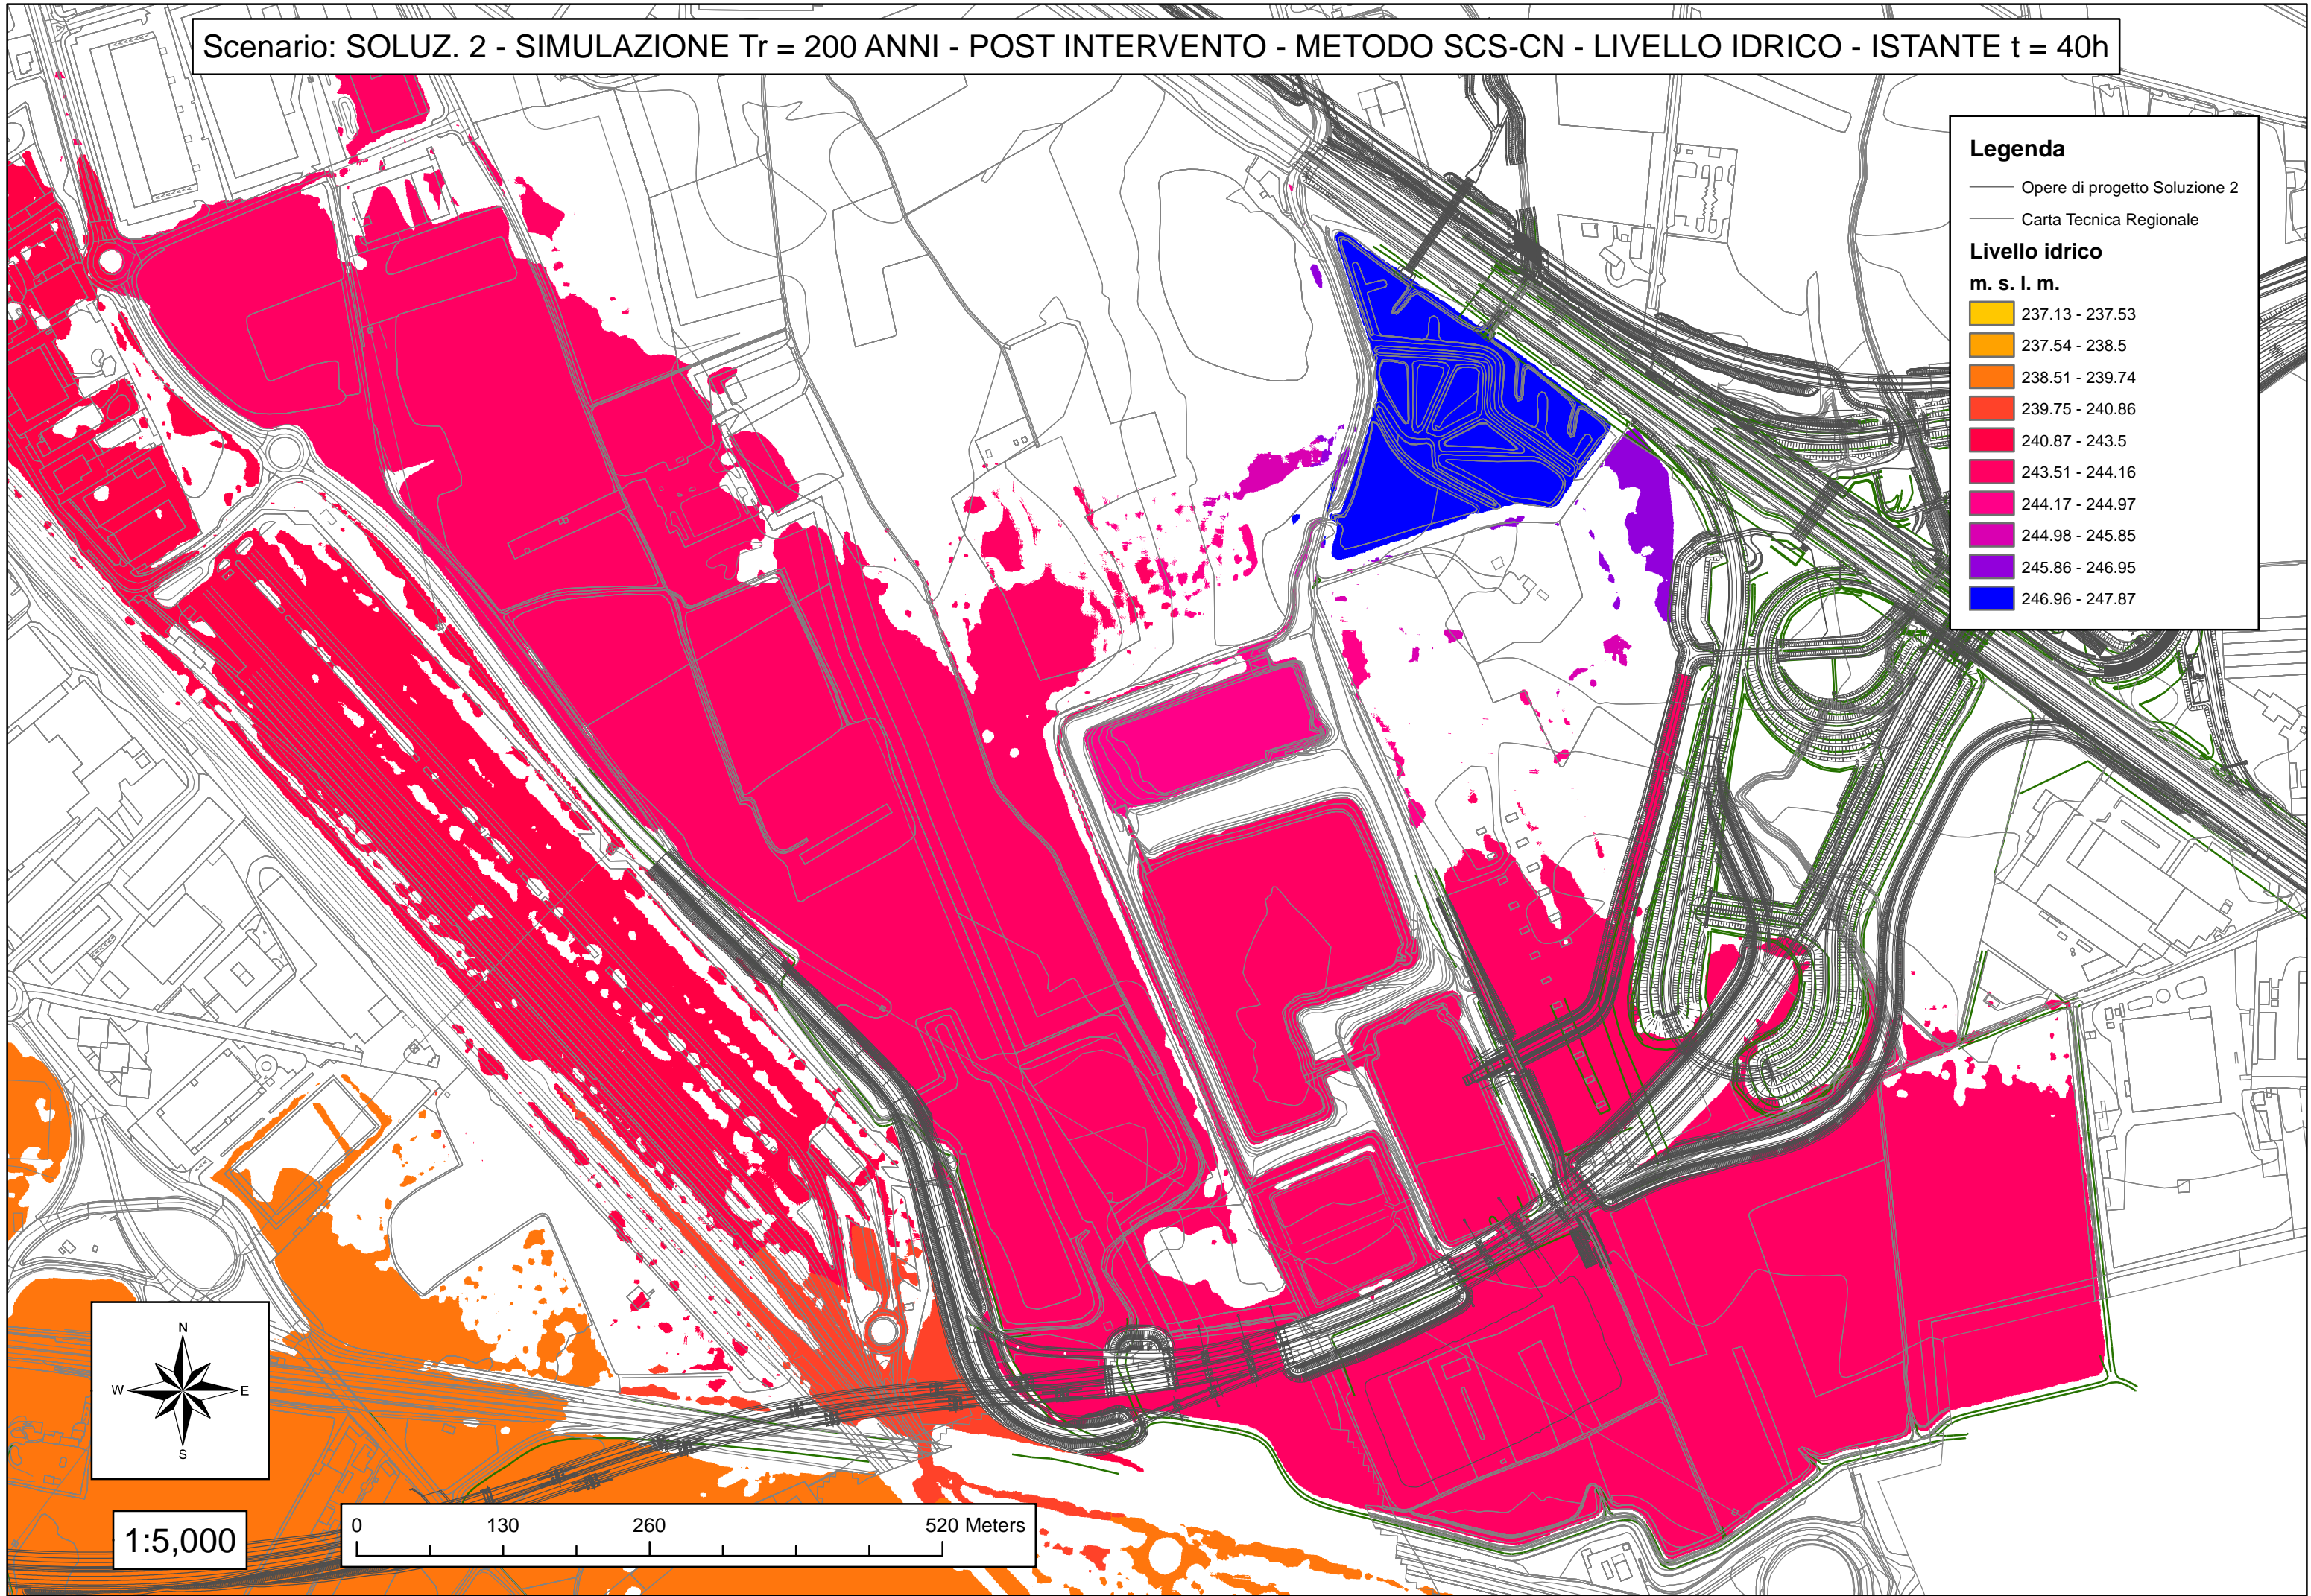 Scenario: SOLUZ. 2 - SIMULAZIONE Tr = 200 ANNI - POST INTERVENTO - METODO SCS-CN - LIVELLO IDRICO - ISTANTE t = 40h
Legenda
Opere di progetto Soluzione 2
Carta Tecnica Regionale
Livello idrico
m. s. l. m.
237.13 - 237.53
237.54 - 238.5
238.51 - 239.74
239.75 - 240.86
240.87 - 243.5
243.51 - 244.16
244.17 - 244.97
244.98 - 245.85
245.86 - 246.95
246.96 - 247.87
N
W E
S
1:5,000
0 130 260 520 Meters